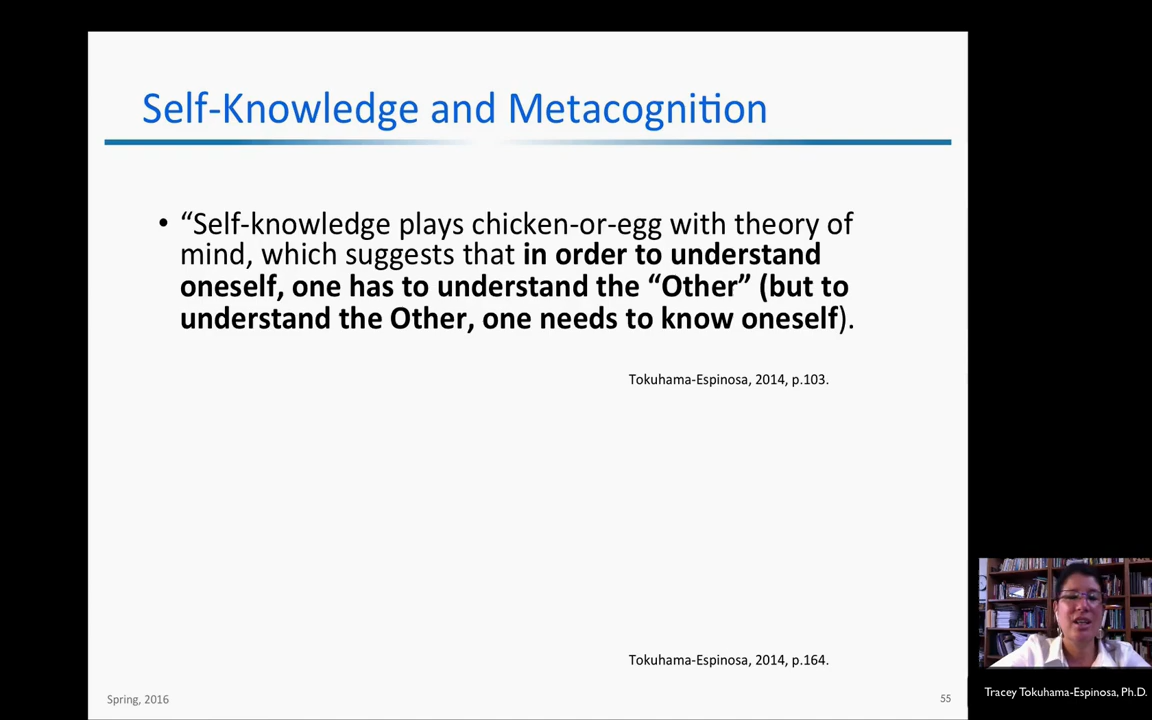 Self-Knowledge and Metacognition
• “Self-knowledge plays chicken-or-egg with theory of
mind, which suggests that in order to understand
oneself, one has to understand the “Other” (but to
understand the Other, one needs to know oneself).
Tokuhama-Espinosa, 2014, p.103.
Tokuhama-Espinosa, 2014, p.164.
Spring, 2016
55
Tracey Tokuhama-Espinosa, Ph.D.